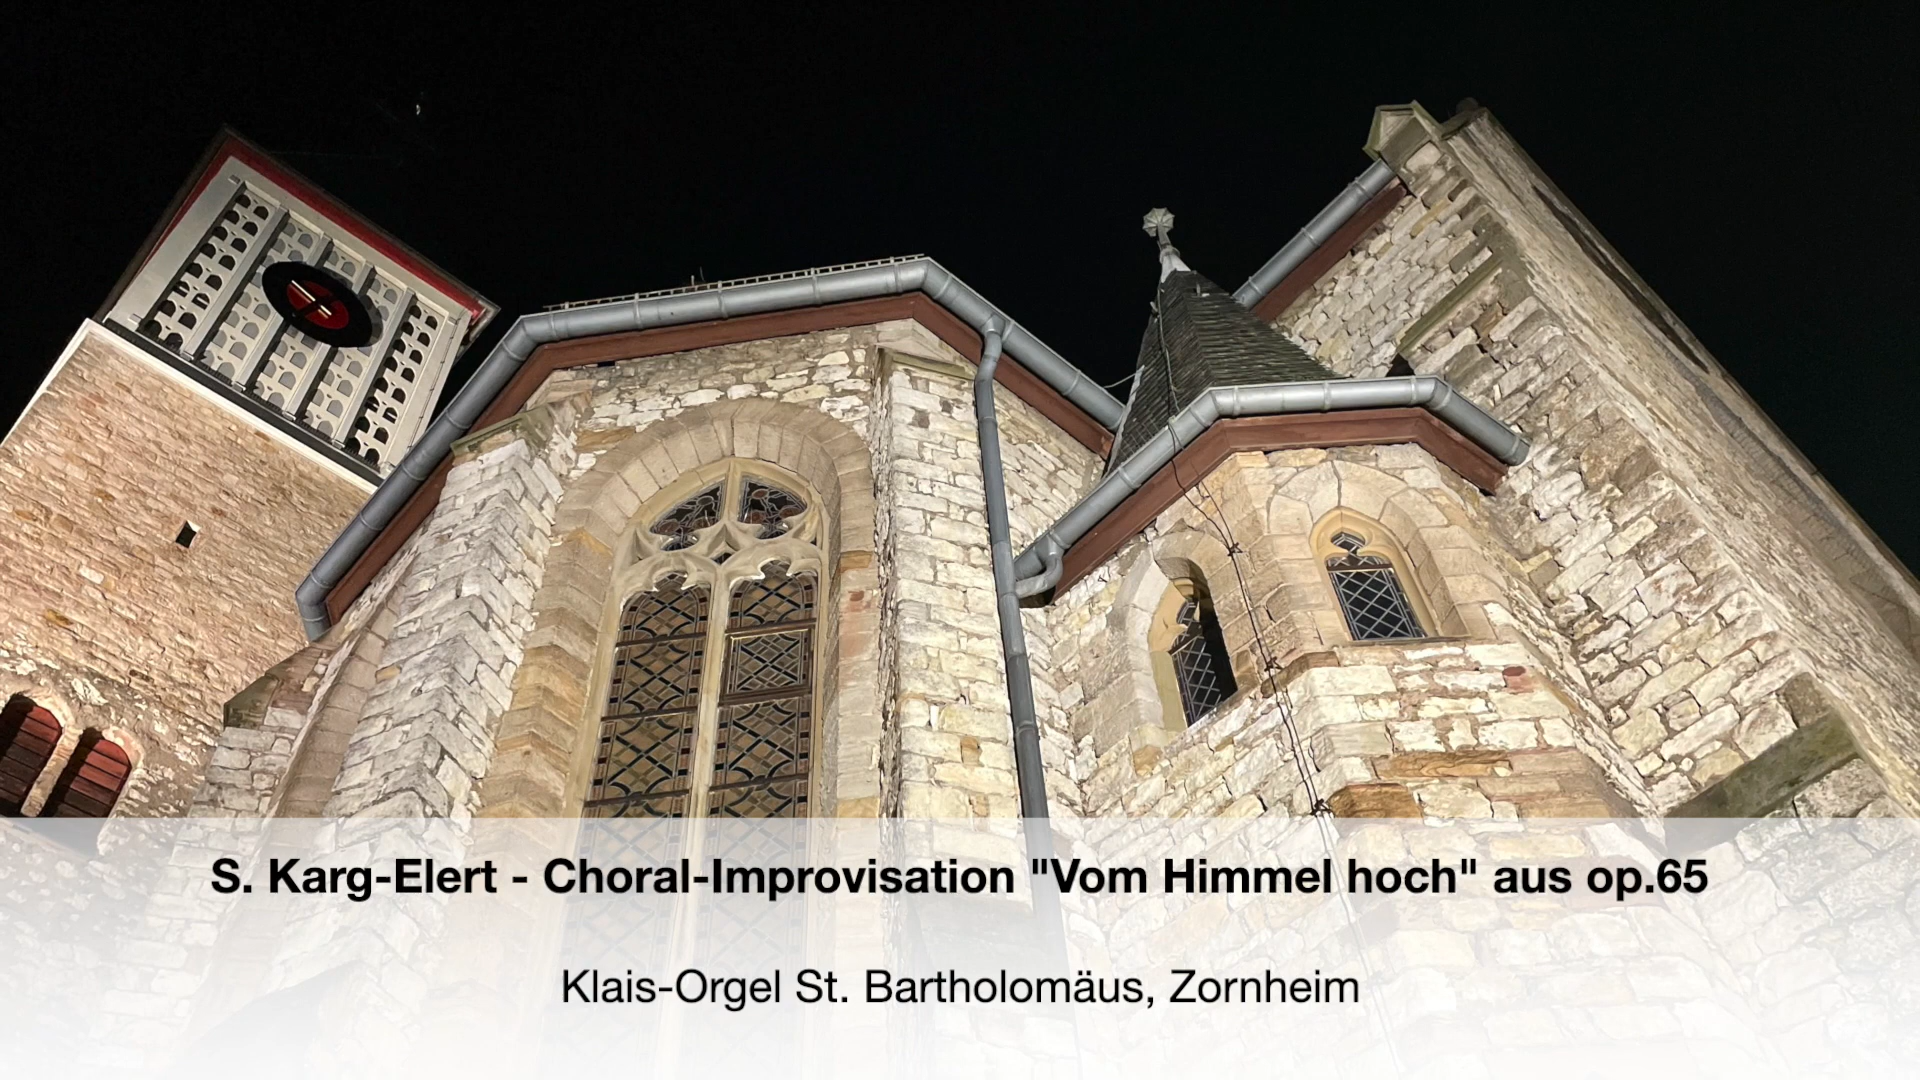 S. Karg-Elert - Choral-Improvisation "Vom Himmel hoch" aus op.65
Klais-Orgel St. Bartholomäus, Zornheim